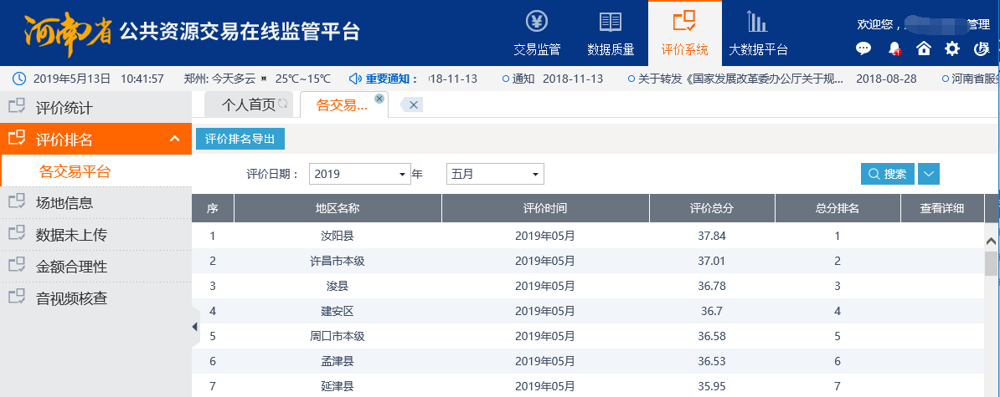 河南省 公共资源交易在线监管平台
交易监管 数据质量 评价系统 大数据平台
欢迎您, 管理
2019年5月13日 10:41:57 郑州: 今天多云 25℃~15℃ 重要通知: 18-11-13 通知 2018-11-13 关于转发《国家发展改革委办公厅关于规... 2018-08-28 河南省服务
评价统计
评价排名
各交易平台
场地信息
数据未上传
金额合理性
音视频核查
个人首页 各交易...
评价排名导出
评价日期: 2019 年 五月 搜索
序 地区名称 评价时间 评价总分 总分排名 查看详细
1 汝阳县 2019年05月 37.84 1
2 许昌市本级 2019年05月 37.01 2
3 浚县 2019年05月 36.78 3
4 建安区 2019年05月 36.7 4
5 周口市本级 2019年05月 36.58 5
6 孟津县 2019年05月 36.53 6
7 延津县 2019年05月 35.95 7